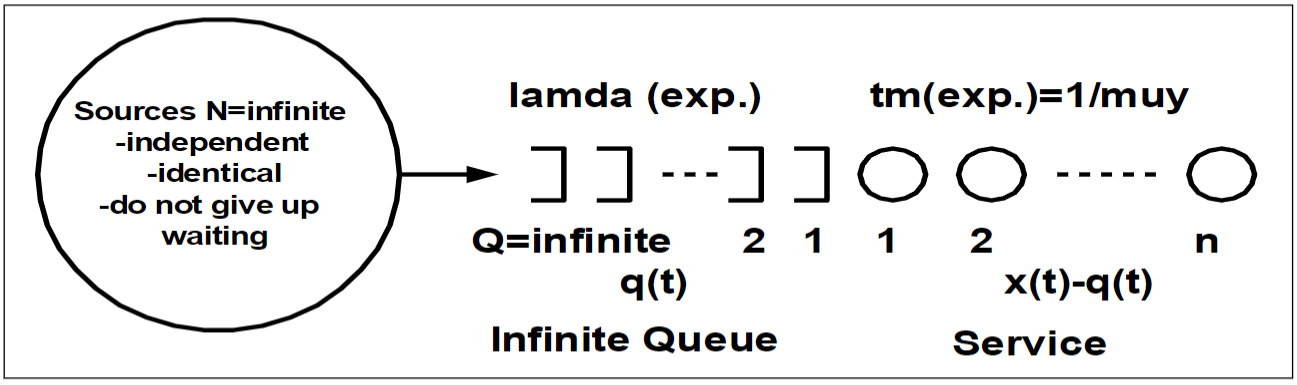 Sources N=infinite
-independent
-identical
-do not give up
waiting
lamda (exp.)
tm(exp.)=1/muy
Q=infinite 2 1 1 2 n
q(t)
x(t)-q(t)
Infinite Queue
Service